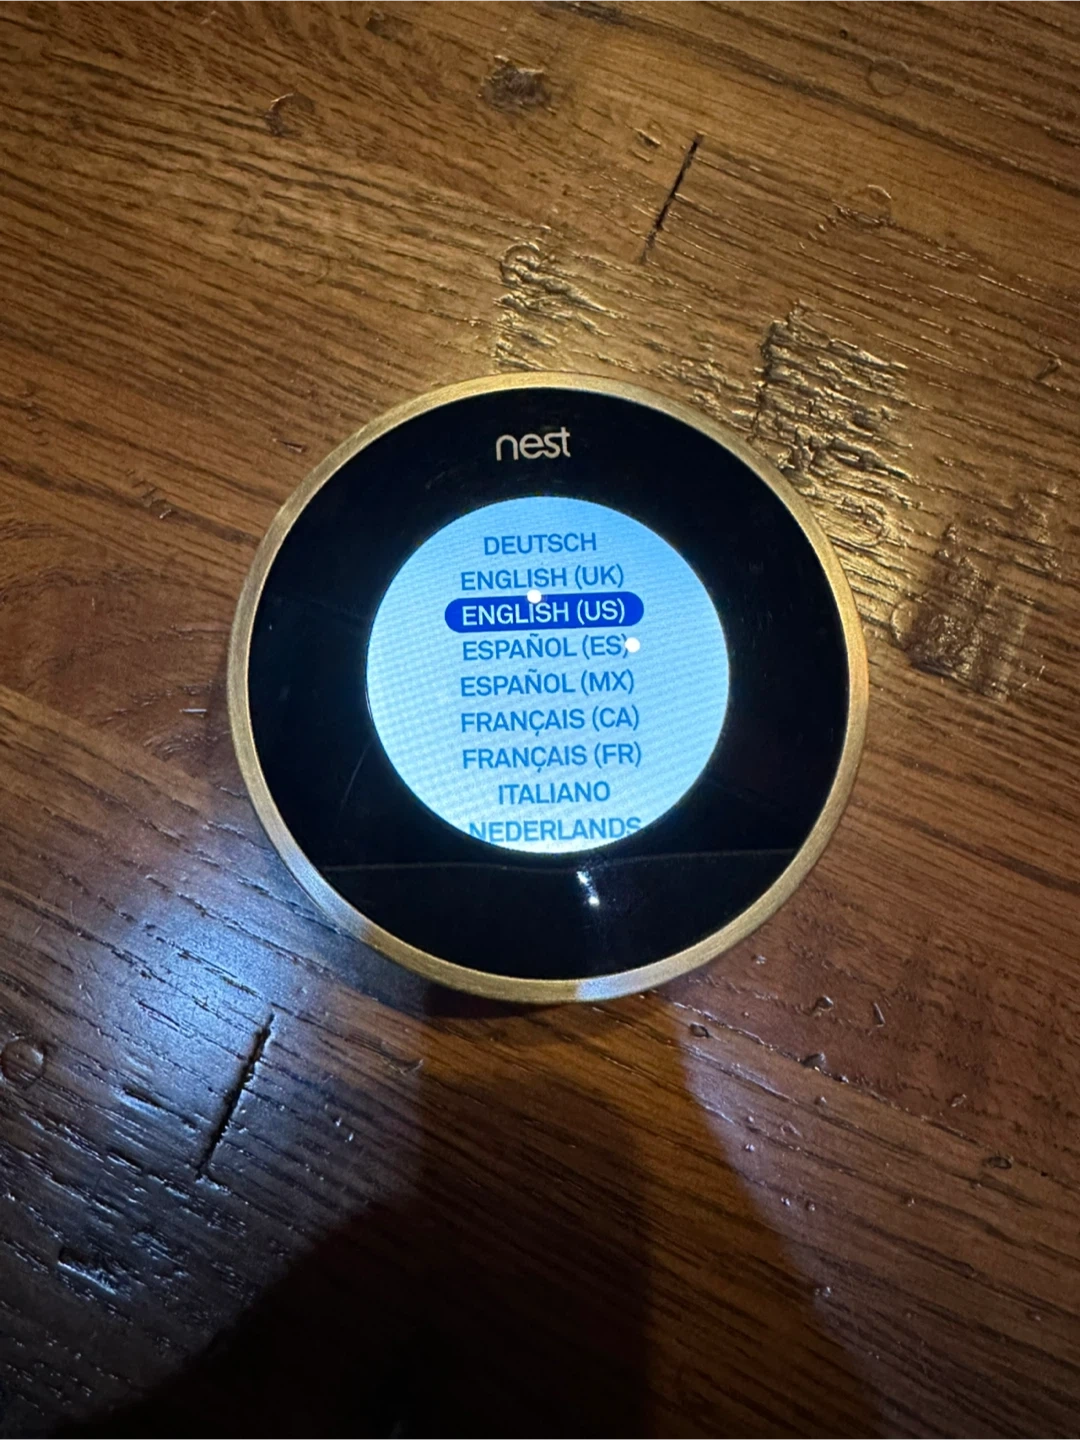 nest
DEUTSCH
ENGLISH (UK)
ENGLISH (US)
ESPAÑOL (ES)
ESPAÑOL (MX)
FRANÇAIS (CA)
FRANÇAIS (FR)
ITALIANO
NEDERLANDS